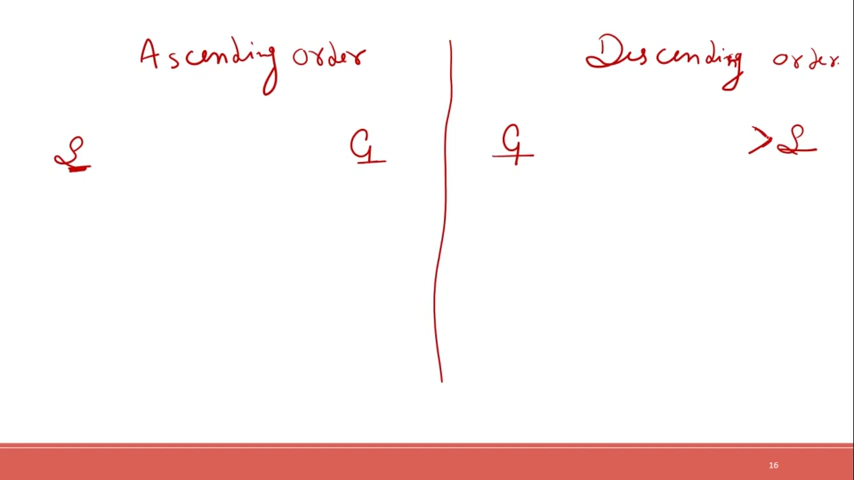 Ascending order
Descending order
L G
G > L
16